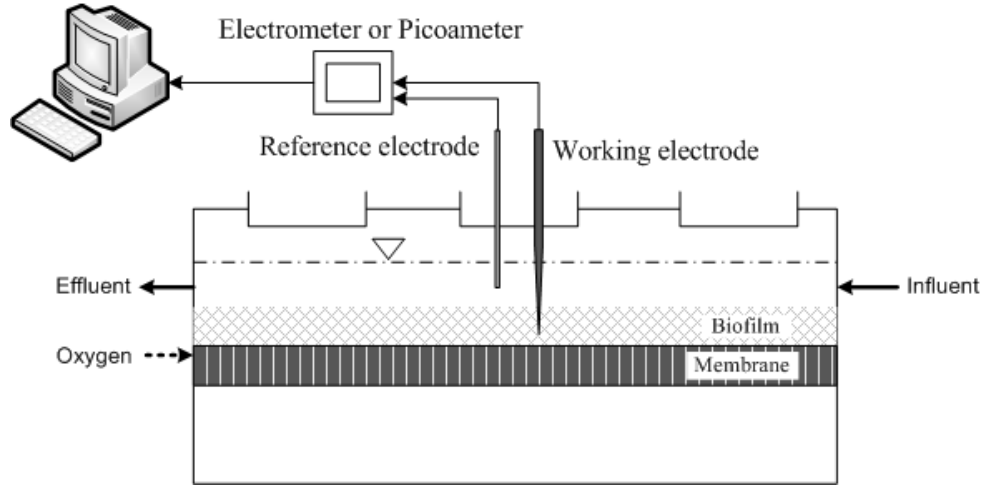 Electrometer or Picoameter
Reference electrode
Working electrode
Effluent
Influent
Biofilm
Oxygen
Membrane